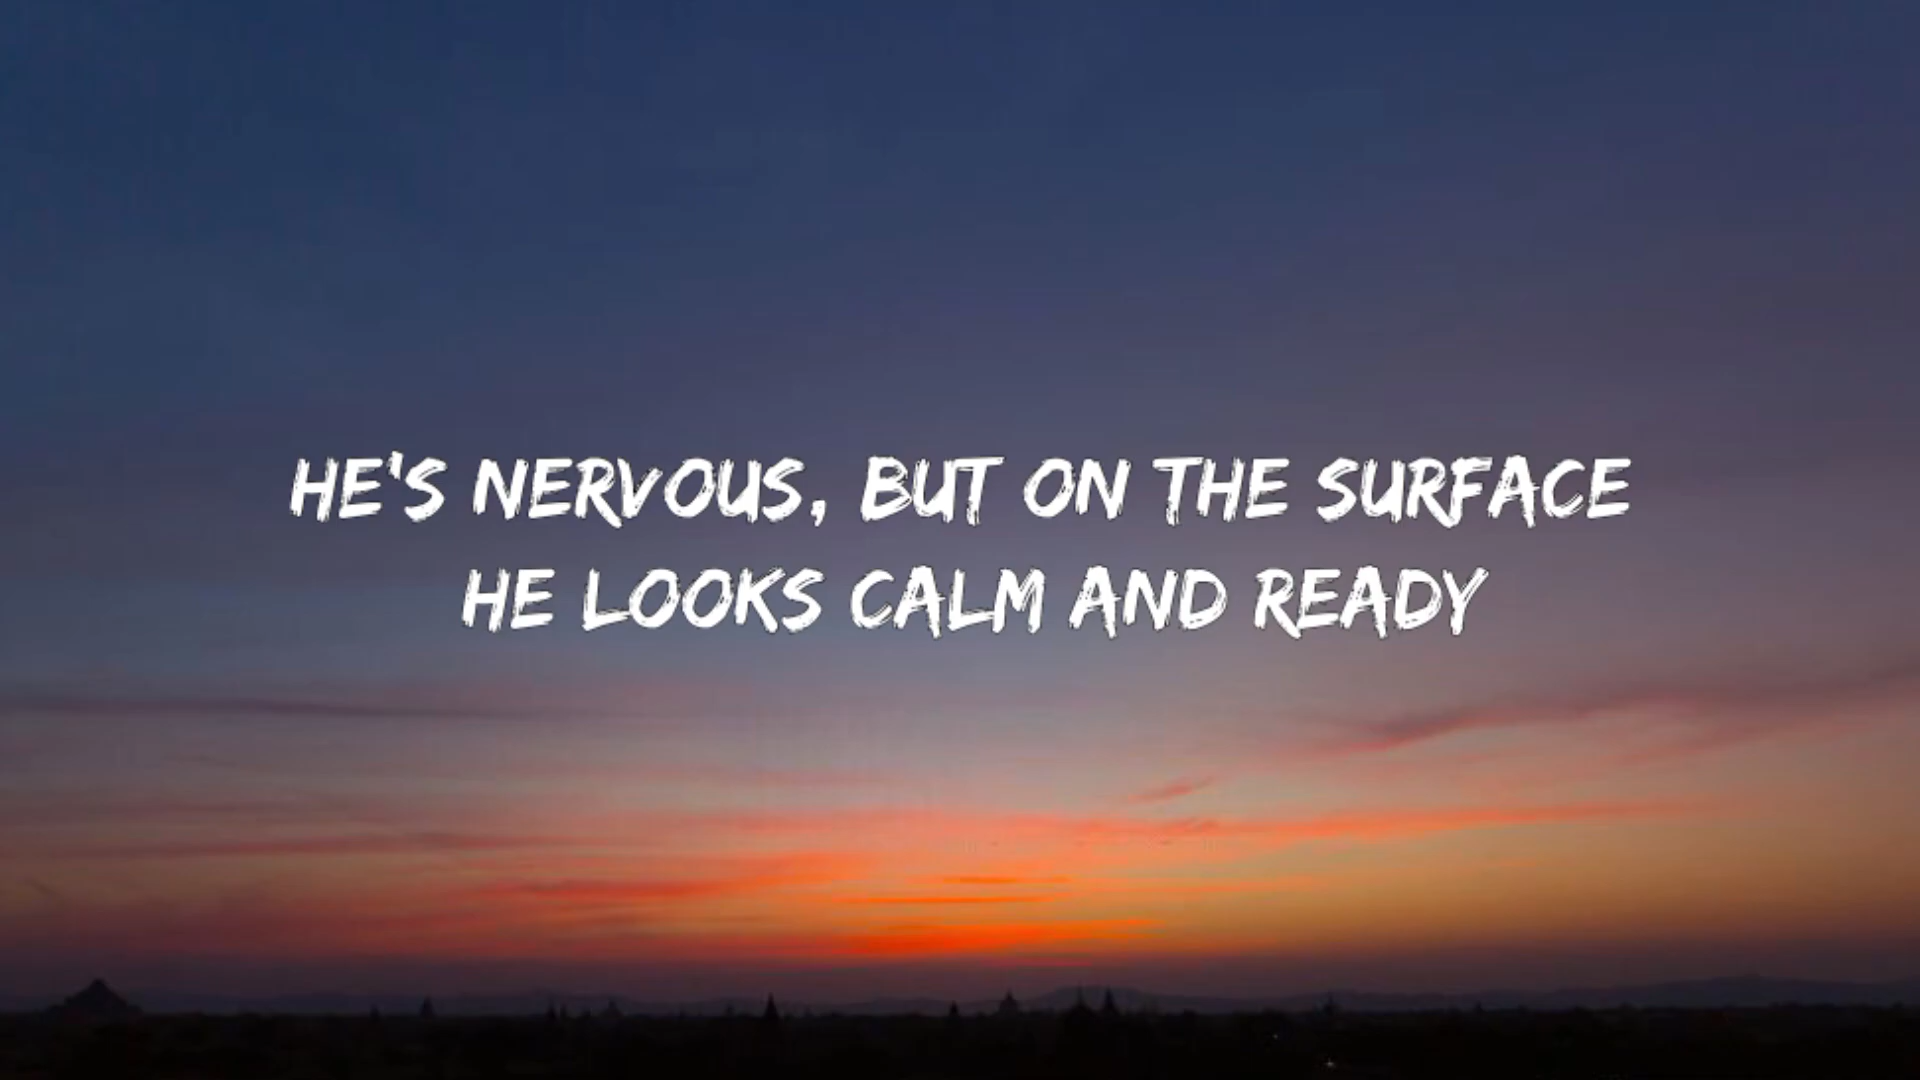 HE'S NERVOUS, BUT ON THE SURFACE
HE LOOKS CALM AND READY